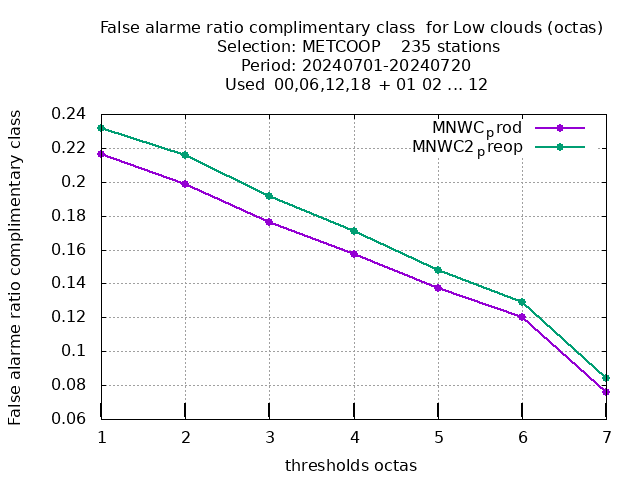 False alarme ratio complimentary class  for Low clouds (octas)
Selection: METCOOP    235 stations
Period: 20240701-20240720
Used  00,06,12,18  + 01 02 ... 12
False alarme ratio complimentary class
0.24
0.22
0.2
0.18
0.16
0.14
0.12
0.1
0.08
0.06
MNWCprod
MNWC2preop
1 2 3 4 5 6 7
thresholds octas